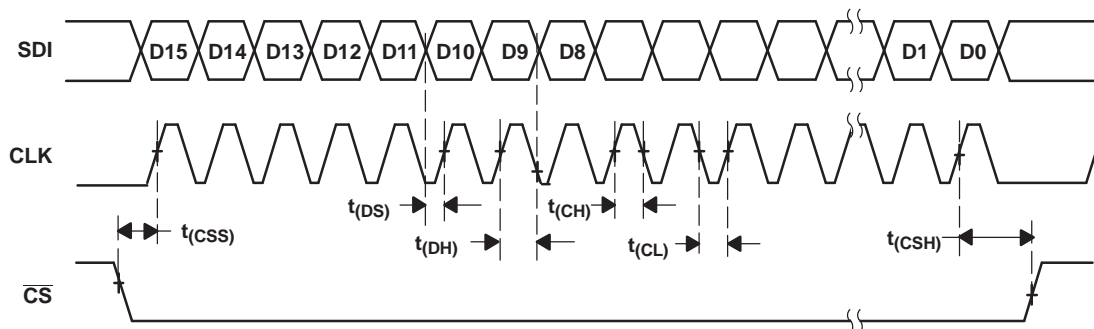 SDI D15 D14 D13 D12 D11 D10 D9 D8 D1 D0
CLK
t(DS) t(CH)
t(CSS) t(DH) t(CL) t(CSH)
CS